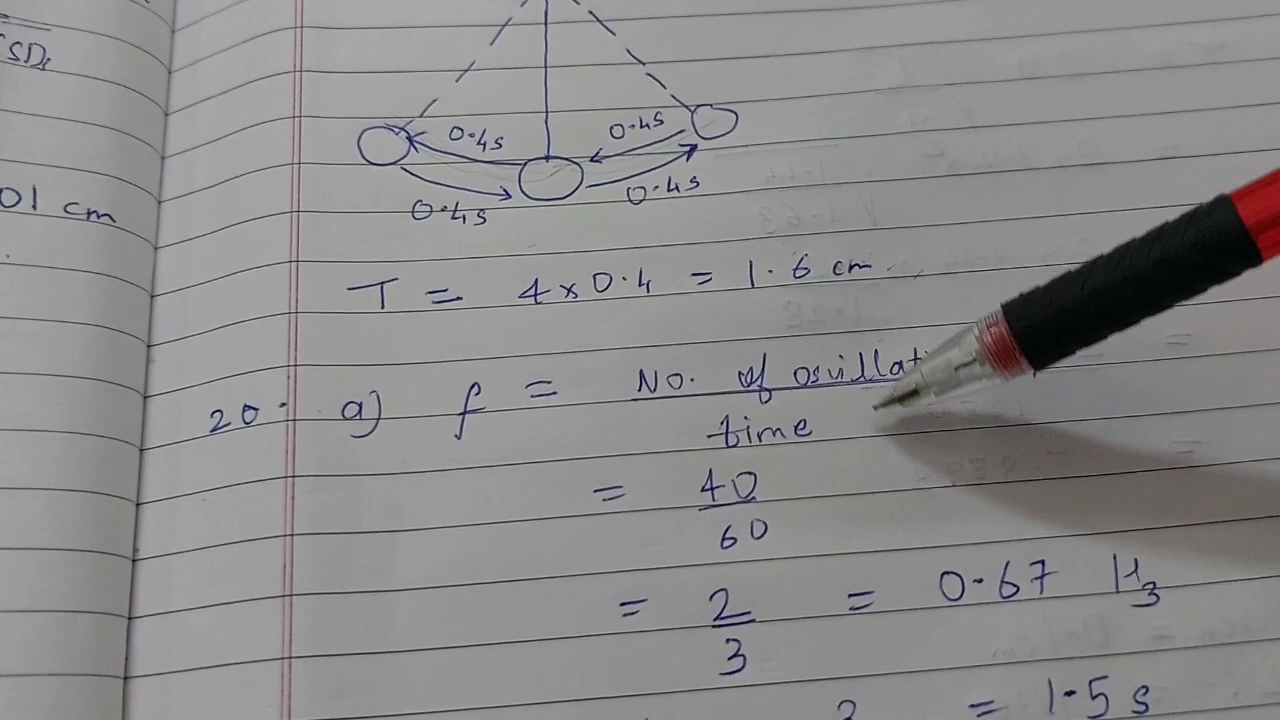 SD,
01 cm
0.4s 0.4s
0.4s 0.4s
T = 4 x 0.4 = 1.6 cm
20. a) f = No. of osvillat
time
= 40
60
= 2 = 0.67 Hz
3
= 1.5 s